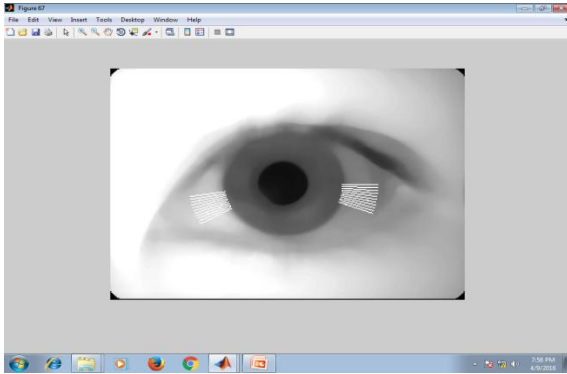 Figure 67
File Edit View Insert Tools Desktop Window Help
7:58 PM
4/9/2018